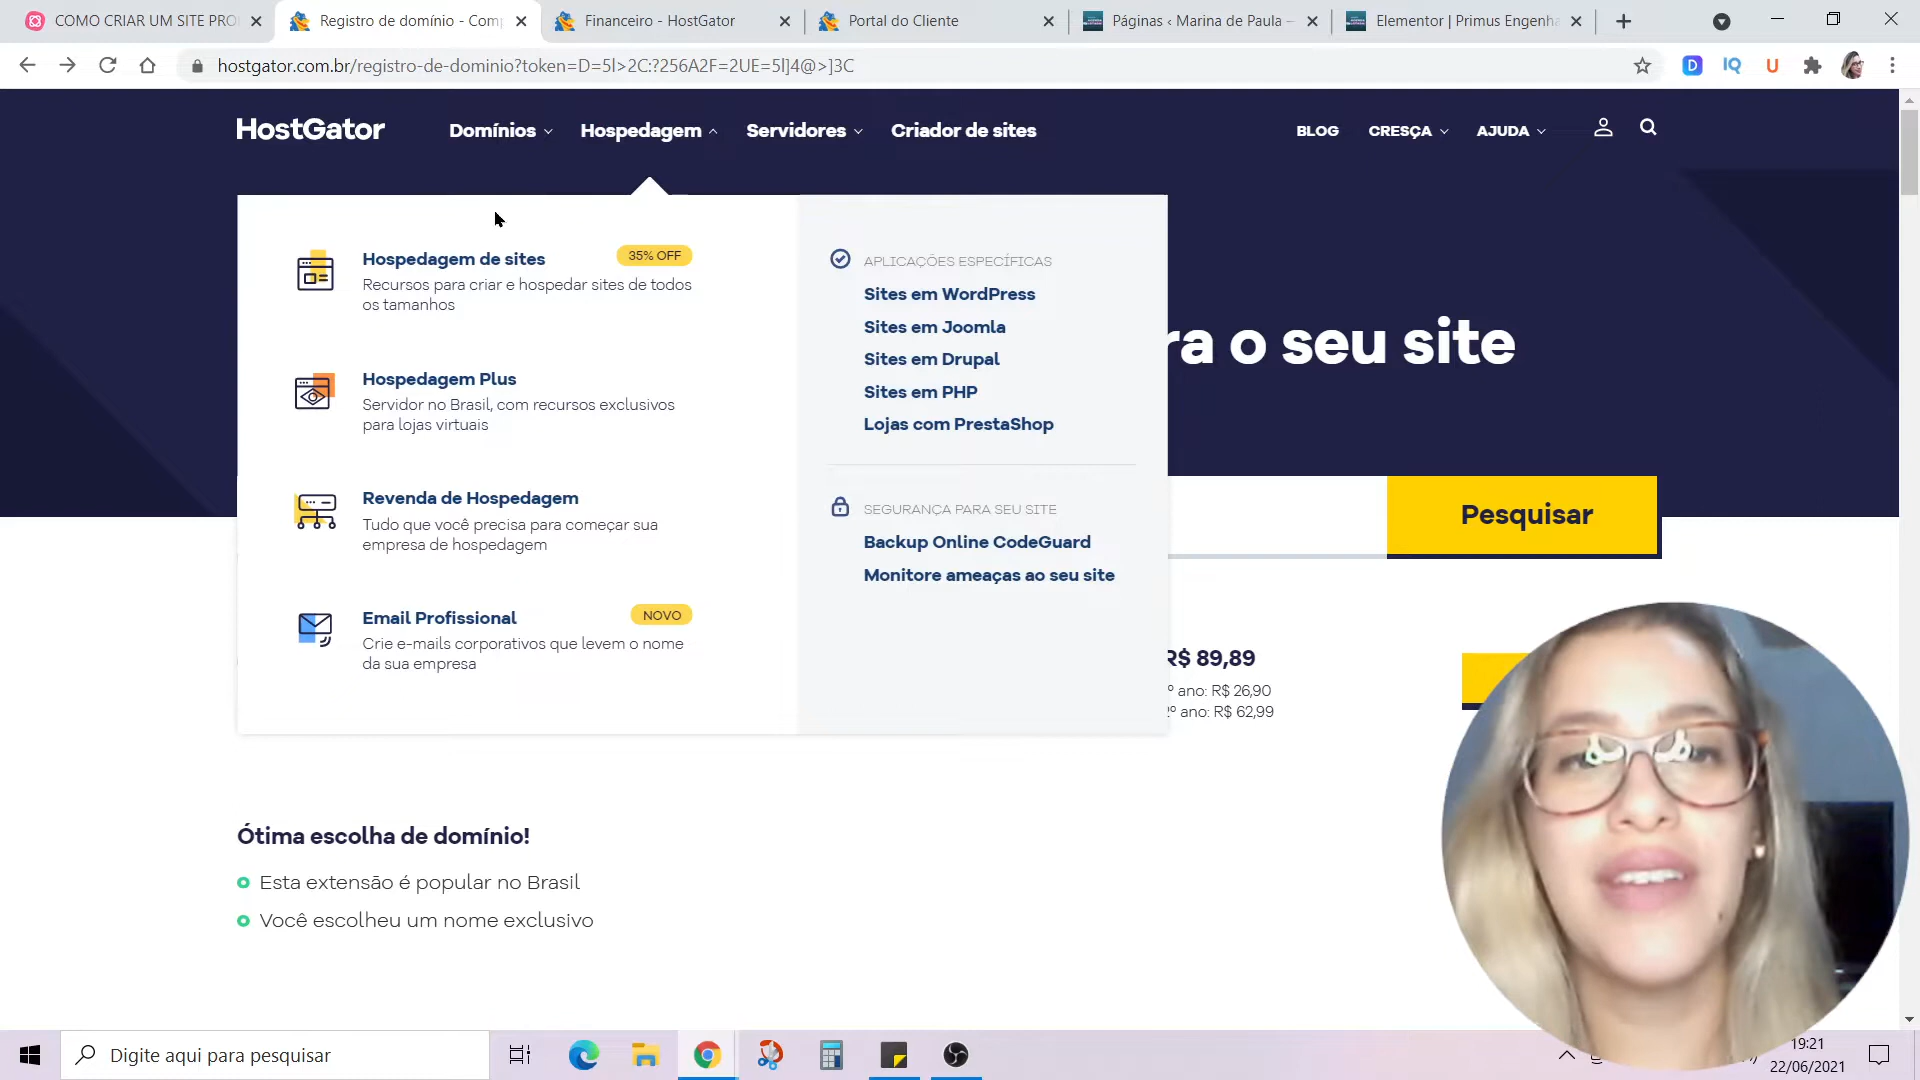 COMO CRIAR UM SITE PRO
Registro de domínio - Comp
Financeiro - HostGator
Portal do Cliente
Páginas ‹ Marina de Paula –
Elementor | Primus Engenha
hostgator.com.br/registro-de-dominio?token=D=5l>2C:?256A2F=2UE=5l]4@>]3C
HostGator
Domínios
Hospedagem
Servidores
Criador de sites
BLOG
CRESÇA
AJUDA
Hospedagem de sites
35% OFF
Recursos para criar e hospedar sites de todos
os tamanhos
Hospedagem Plus
Servidor no Brasil, com recursos exclusivos
para lojas virtuais
Revenda de Hospedagem
Tudo que você precisa para começar sua
empresa de hospedagem
Email Profissional
NOVO
Crie e-mails corporativos que levem o nome
da sua empresa
APLICAÇÕES ESPECÍFICAS
Sites em WordPress
Sites em Joomla
Sites em Drupal
Sites em PHP
Lojas com PrestaShop
SEGURANÇA PARA SEU SITE
Backup Online CodeGuard
Monitore ameaças ao seu site
ra o seu site
Pesquisar
R$ 89,89
º ano: R$ 26,90
2º ano: R$ 62,99
Ótima escolha de domínio!
Esta extensão é popular no Brasil
Você escolheu um nome exclusivo
Digite aqui para pesquisar
19:21
22/06/2021